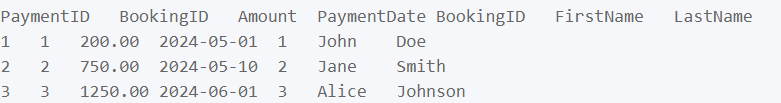 PaymentID   BookingID   Amount  PaymentDate BookingID   FirstName   LastName
1   1   200.00  2024-05-01  1   John    Doe
2   2   750.00  2024-05-10  2   Jane    Smith
3   3   1250.00 2024-06-01  3   Alice   Johnson